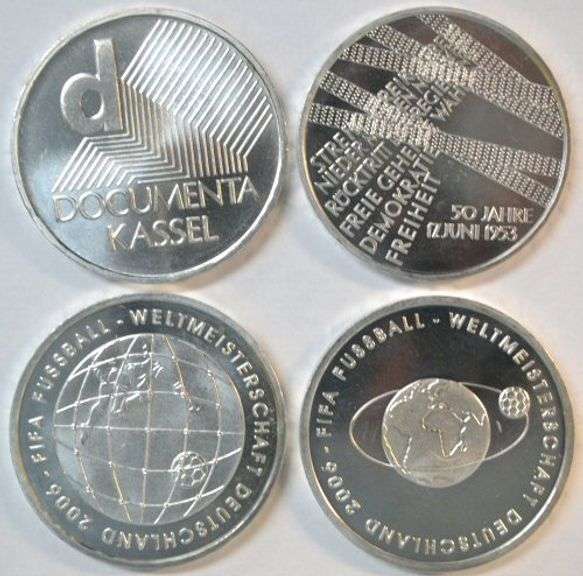 d
DOCUMENTA
KASSEL
STREIK
NIEDER
RÜCKTRITT
FREIE
GEHEIME
WAHL
DEMOKRATIE
FREIHEIT
50 JAHRE
17. JUNI 1953
FIFA FUSSBALL - WELTMEISTERSCHAFT DEUTSCHLAND 2006 -
FIFA FUSSBALL - WELTMEISTERSCHAFT DEUTSCHLAND 2006 -